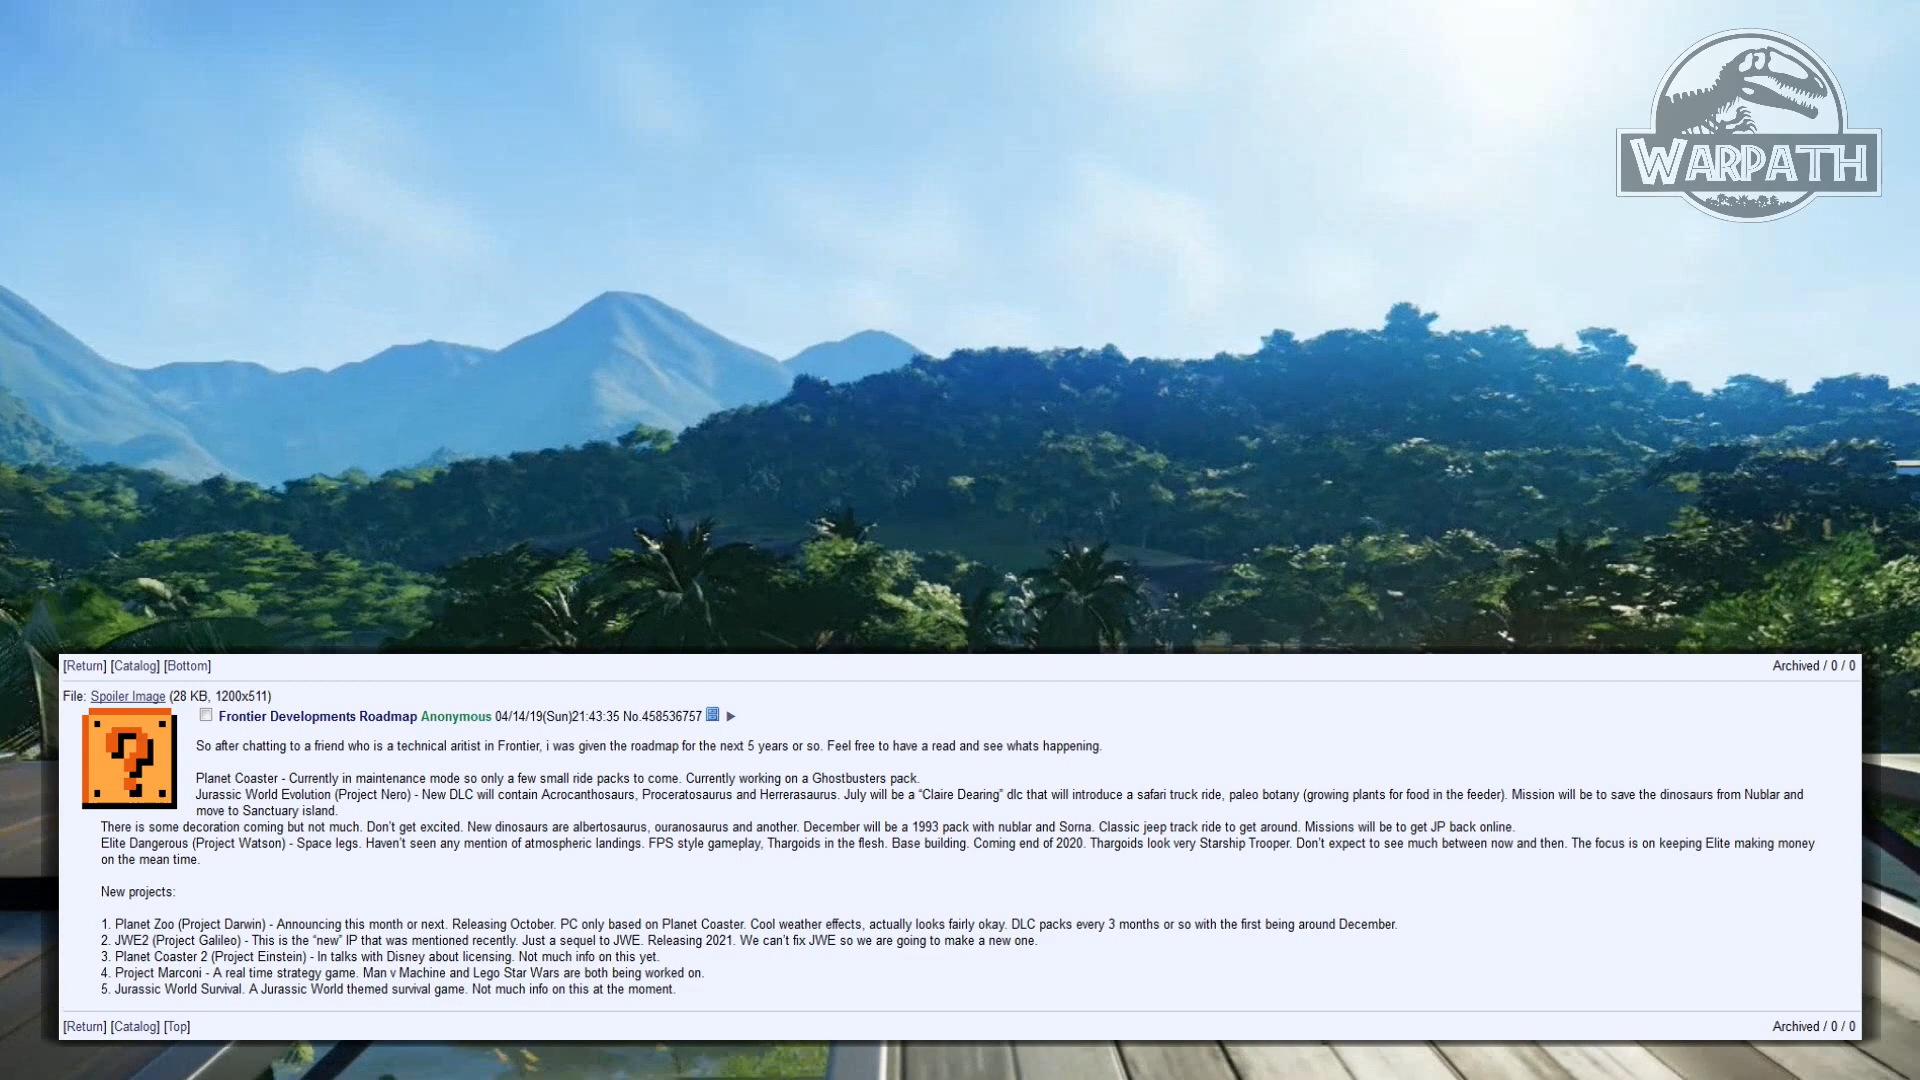 WARPATH
[Return] [Catalog] [Bottom] Archived / 0 / 0
File: Spoiler Image (28 KB, 1200x511)
Frontier Developments Roadmap Anonymous 04/14/19(Sun)21:43:35 No.458536757
So after chatting to a friend who is a technical aritist in Frontier, i was given the roadmap for the next 5 years or so. Feel free to have a read and see whats happening.
Planet Coaster - Currently in maintenance mode so only a few small ride packs to come. Currently working on a Ghostbusters pack.
Jurassic World Evolution (Project Nero) - New DLC will contain Acrocanthosaurs, Proceratosaurus and Herrerasaurus. July will be a “Claire Dearing” dlc that will introduce a safari truck ride, paleo botany (growing plants for food in the feeder). Mission will be to save the dinosaurs from Nublar and
move to Sanctuary island.
There is some decoration coming but not much. Don’t get excited. New dinosaurs are albertosaurus, ouranosaurus and another. December will be a 1993 pack with nublar and Sorna. Classic jeep track ride to get around. Missions will be to get JP back online.
Elite Dangerous (Project Watson) - Space legs. Haven’t seen any mention of atmospheric landings. FPS style gameplay, Thargoids in the flesh. Base building. Coming end of 2020. Thargoids look very Starship Trooper. Don’t expect to see much between now and then. The focus is on keeping Elite making money
on the mean time.
New projects:
1. Planet Zoo (Project Darwin) - Announcing this month or next. Releasing October. PC only based on Planet Coaster. Cool weather effects, actually looks fairly okay. DLC packs every 3 months or so with the first being around December.
2. JWE2 (Project Galileo) - This is the “new” IP that was mentioned recently. Just a sequel to JWE. Releasing 2021. We can’t fix JWE so we are going to make a new one.
3. Planet Coaster 2 (Project Einstein) - In talks with Disney about licensing. Not much info on this yet.
4. Project Marconi - A real time strategy game. Man v Machine and Lego Star Wars are both being worked on.
5. Jurassic World Survival. A Jurassic World themed survival game. Not much info on this at the moment.
[Return] [Catalog] [Top] Archived / 0 / 0